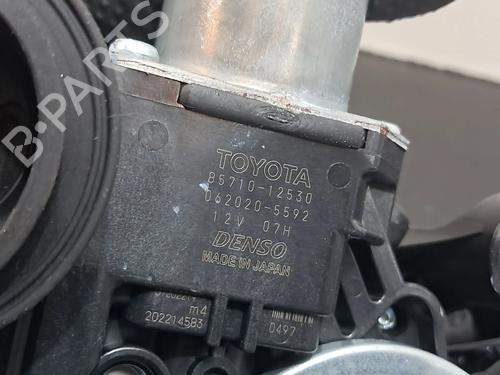 B-PARTS
TOYOTA
85710-12530
062020-5592
12V 07H
DENSO
MADE IN JAPAN
m4
202214583
0497